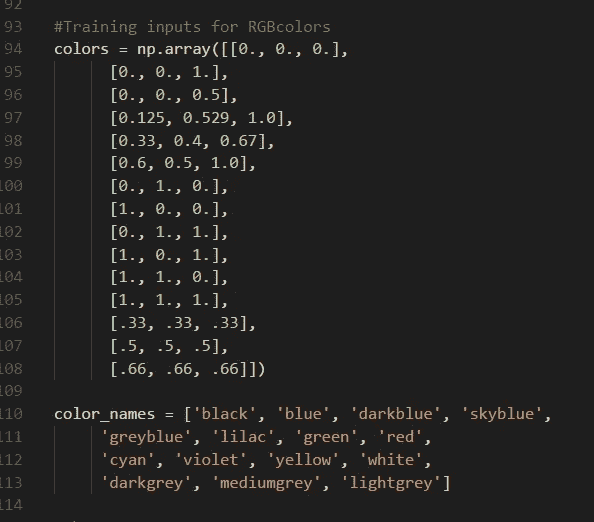 92
93 #Training inputs for RGBcolors
94 colors = np.array([[0., 0., 0.],
95 [0., 0., 1.],
96 [0., 0., 0.5],
97 [0.125, 0.529, 1.0],
98 [0.33, 0.4, 0.67],
99 [0.6, 0.5, 1.0],
100 [0., 1., 0.],
101 [1., 0., 0.],
102 [0., 1., 1.],
103 [1., 0., 1.],
104 [1., 1., 0.],
105 [1., 1., 1.],
106 [.33, .33, .33],
107 [.5, .5, .5],
108 [.66, .66, .66]])
109
110 color_names = ['black', 'blue', 'darkblue', 'skyblue',
111 'greyblue', 'lilac', 'green', 'red',
112 'cyan', 'violet', 'yellow', 'white',
113 'darkgrey', 'mediumgrey', 'lightgrey']
114